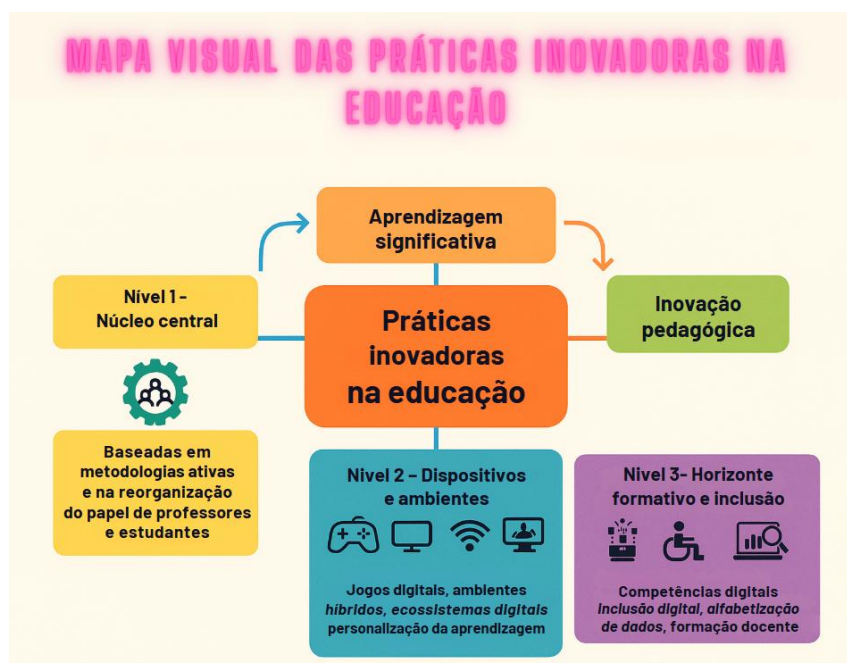 MAPA VISUAL DAS PRÁTICAS INOVADORAS NA
EDUCAÇÃO
Aprendizagem
significativa
Nível 1 -
Núcleo central
Práticas
inovadoras
na educação
Inovação
pedagógica
Baseadas em
metodologias ativas
e na reorganização
do papel de professores
e estudantes
Nivel 2 – Dispositivos
e ambientes
Jogos digitais, ambientes
híbridos, ecossistemas digitais
personalização da aprendizagem
Nivel 3- Horizonte
formativo e inclusão
Competências digitais
inclusão digital, alfabetização
de dados, formação docente